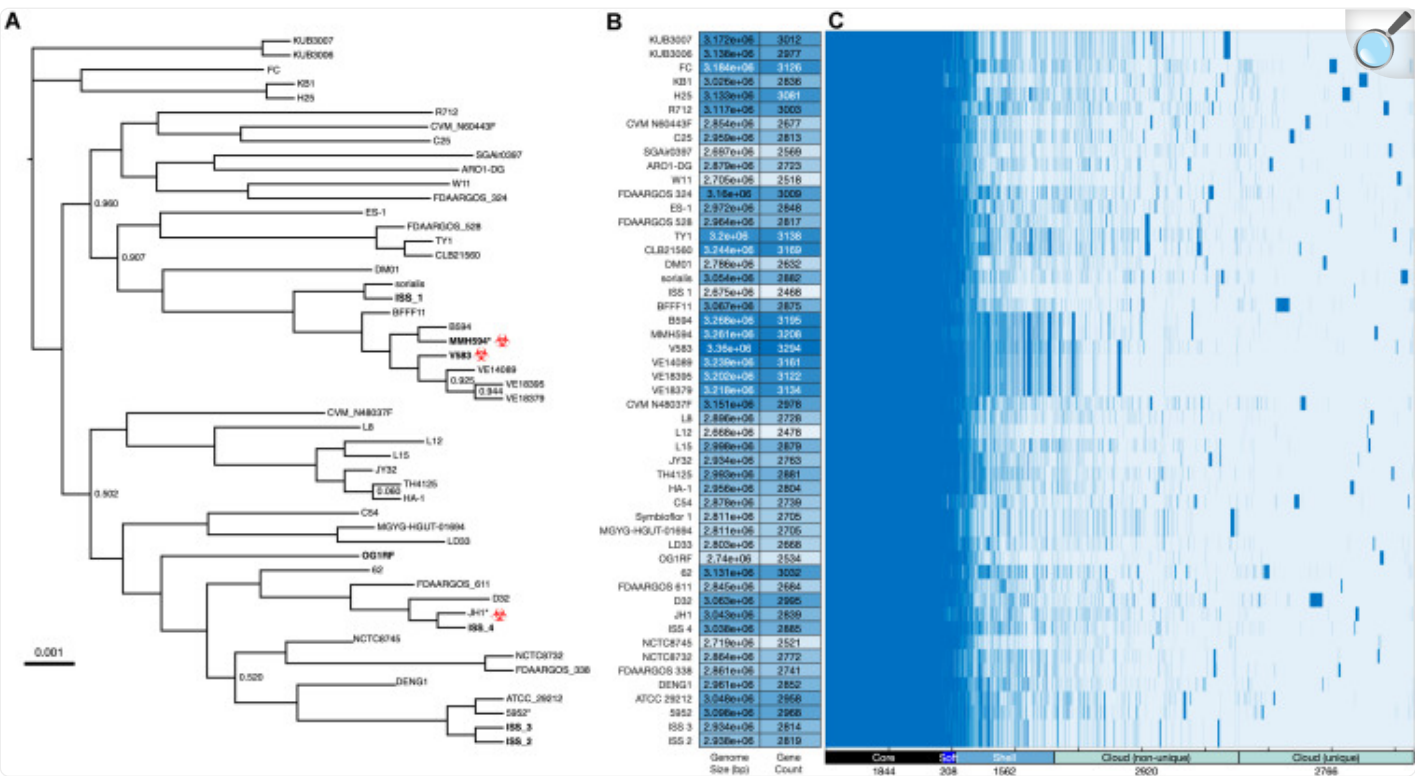 A
KUB3007
KUB3006
FC
KB1
H25
R712
CVM_N60443F
C25
SGAir0397
ARO1-DG
W11
FDAARGOS_324
0.960
ES-1
FDAARGOS_528
TY1
CLB21560
0.907
DM01
sorialis
ISS_1
BFFF11
B594
MMH594*
V583
VE14089
0.925
VE18395
0.944
VE18379
CVM_N48037F
L8
L12
L15
JY32
TH4125
0.060
HA-1
0.502
C54
MGYG-HGUT-01694
LD33
OG1RF
62
FDAARGOS_611
D32
JH1*
ISS_4
NCTC8745
NCTC8732
FDAARGOS_338
0.520
DENG1
ATCC_29212
5952*
ISS_3
ISS_2
0.001
B
KUB3007 3.172e+06 3012
KUB3006 3.138e+06 2977
FC 3.184e+06 3126
KB1 3.026e+06 2836
H25 3.133e+06 3081
R712 3.117e+06 3003
CVM N60443F 2.854e+06 2677
C25 2.959e+06 2813
SGAir0397 2.697e+06 2569
ARO1-DG 2.879e+06 2723
W11 2.705e+06 2516
FDAARGOS 324 3.16e+06 3009
ES-1 2.972e+06 2848
FDAARGOS 528 2.964e+06 2817
TY1 3.2e+06 3138
CLB21560 3.244e+06 3169
DM01 2.786e+06 2632
sorialis 3.054e+06 2882
ISS 1 2.675e+06 2468
BFFF11 3.067e+06 2875
B594 3.268e+06 3195
MMH594 3.261e+06 3208
V583 3.36e+06 3294
VE14089 3.239e+06 3161
VE18395 3.202e+06 3122
VE18379 3.218e+06 3134
CVM N48037F 3.151e+06 2978
L8 2.896e+06 2728
L12 2.668e+06 2478
L15 2.998e+06 2879
JY32 2.934e+06 2763
TH4125 2.993e+06 2881
HA-1 2.956e+06 2804
C54 2.878e+06 2739
Symbioflor 1 2.811e+06 2705
MGYG-HGUT-01694 2.811e+06 2705
LD33 2.803e+06 2668
OG1RF 2.74e+06 2534
62 3.131e+06 3032
FDAARGOS 611 2.845e+06 2684
D32 3.063e+06 2995
JH1 3.043e+06 2839
ISS 4 3.038e+06 2885
NCTC8745 2.719e+06 2521
NCTC8732 2.864e+06 2772
FDAARGOS 338 2.861e+06 2741
DENG1 2.961e+06 2852
ATCC 29212 3.048e+06 2958
5952 3.096e+06 2968
ISS 3 2.934e+06 2814
ISS 2 2.938e+06 2819
Genome Size (bp)
Gene Count
C
Core Soft Shell Cloud (non-unique) Cloud (unique)
1844 208 1562 2920 2766